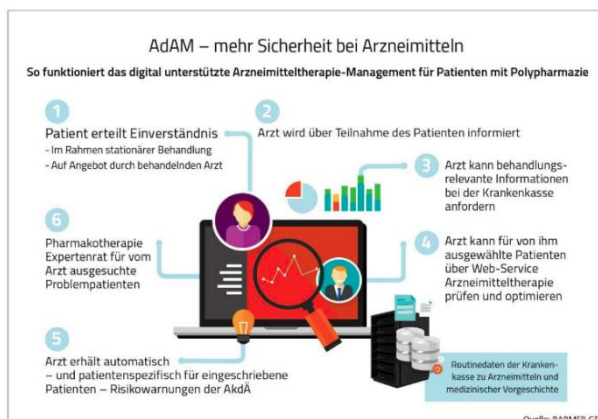 AdAM – mehr Sicherheit bei Arzneimitteln
So funktioniert das digital unterstützte Arzneimitteltherapie-Management für Patienten mit Polypharmazie
1
Patient erteilt Einverständnis
- Im Rahmen stationärer Behandlung
- Auf Angebot durch behandelnden Arzt
2
Arzt wird über Teilnahme des Patienten informiert
3
Arzt kann behandlungs-
relevante Informationen
bei der Krankenkasse
anfordern
4
Arzt kann für von ihm
ausgewählte Patienten
über Web-Service
Arzneimitteltherapie
prüfen und optimieren
6
Pharmakotherapie
Expertenrat für vom
Arzt ausgesuchte
Problempatienten
5
Arzt erhält automatisch
– und patientenspezifisch für eingeschriebene
Patienten – Risikowarnungen der AkdÄ
Routinedaten der Kranken-
kasse zu Arzneimitteln und
medizinischer Vorgeschichte
Quelle: BARMER GE